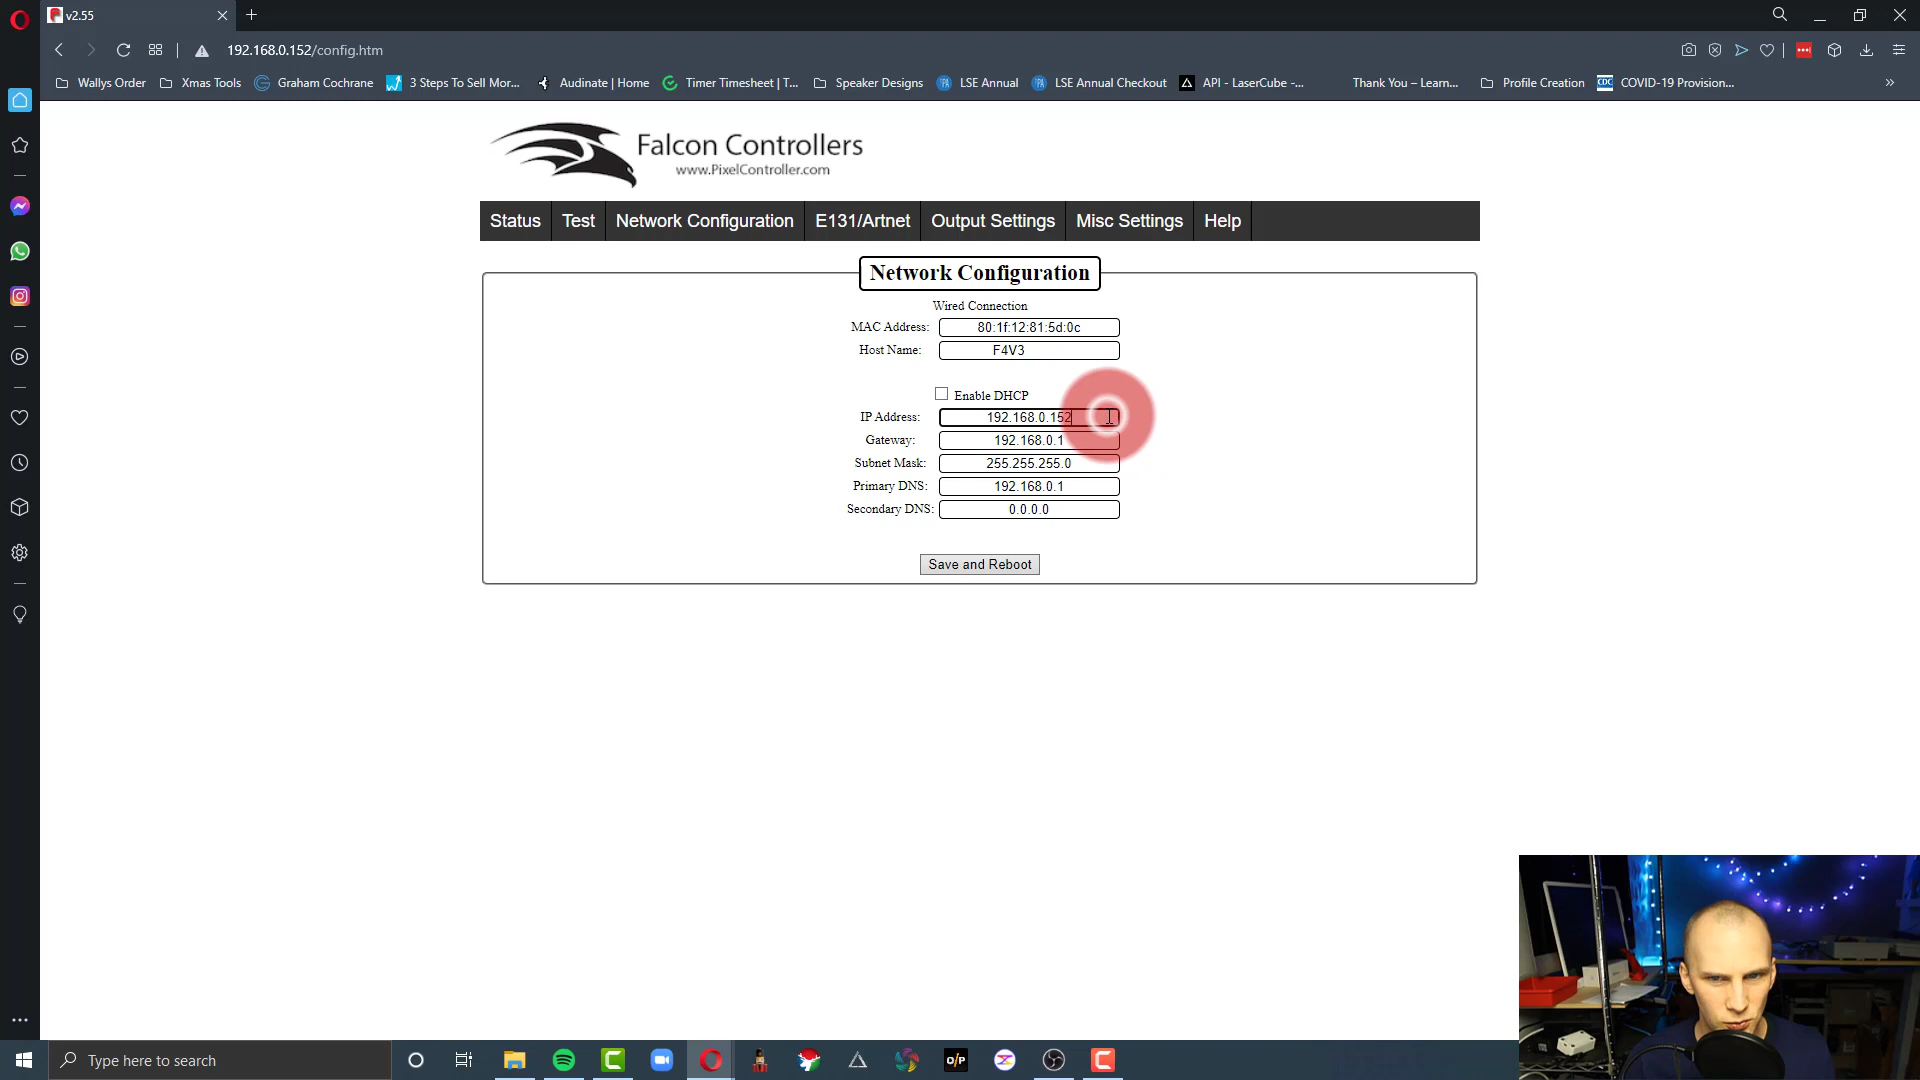 v2.55
192.168.0.152/config.htm
Wallys Order
Xmas Tools
Graham Cochrane
3 Steps To Sell Mor...
Audinate | Home
Timer Timesheet | T...
Speaker Designs
LSE Annual
LSE Annual Checkout
API - LaserCube -...
Thank You – Learn...
Profile Creation
CDC
COVID-19 Provision...
Falcon Controllers
www.PixelController.com
Status
Test
Network Configuration
E131/Artnet
Output Settings
Misc Settings
Help
Network Configuration
Wired Connection
MAC Address: 80:1f:12:81:5d:0c
Host Name: F4V3
Enable DHCP
IP Address: 192.168.0.152
Gateway: 192.168.0.1
Subnet Mask: 255.255.255.0
Primary DNS: 192.168.0.1
Secondary DNS: 0.0.0.0
Save and Reboot
Type here to search
O/P